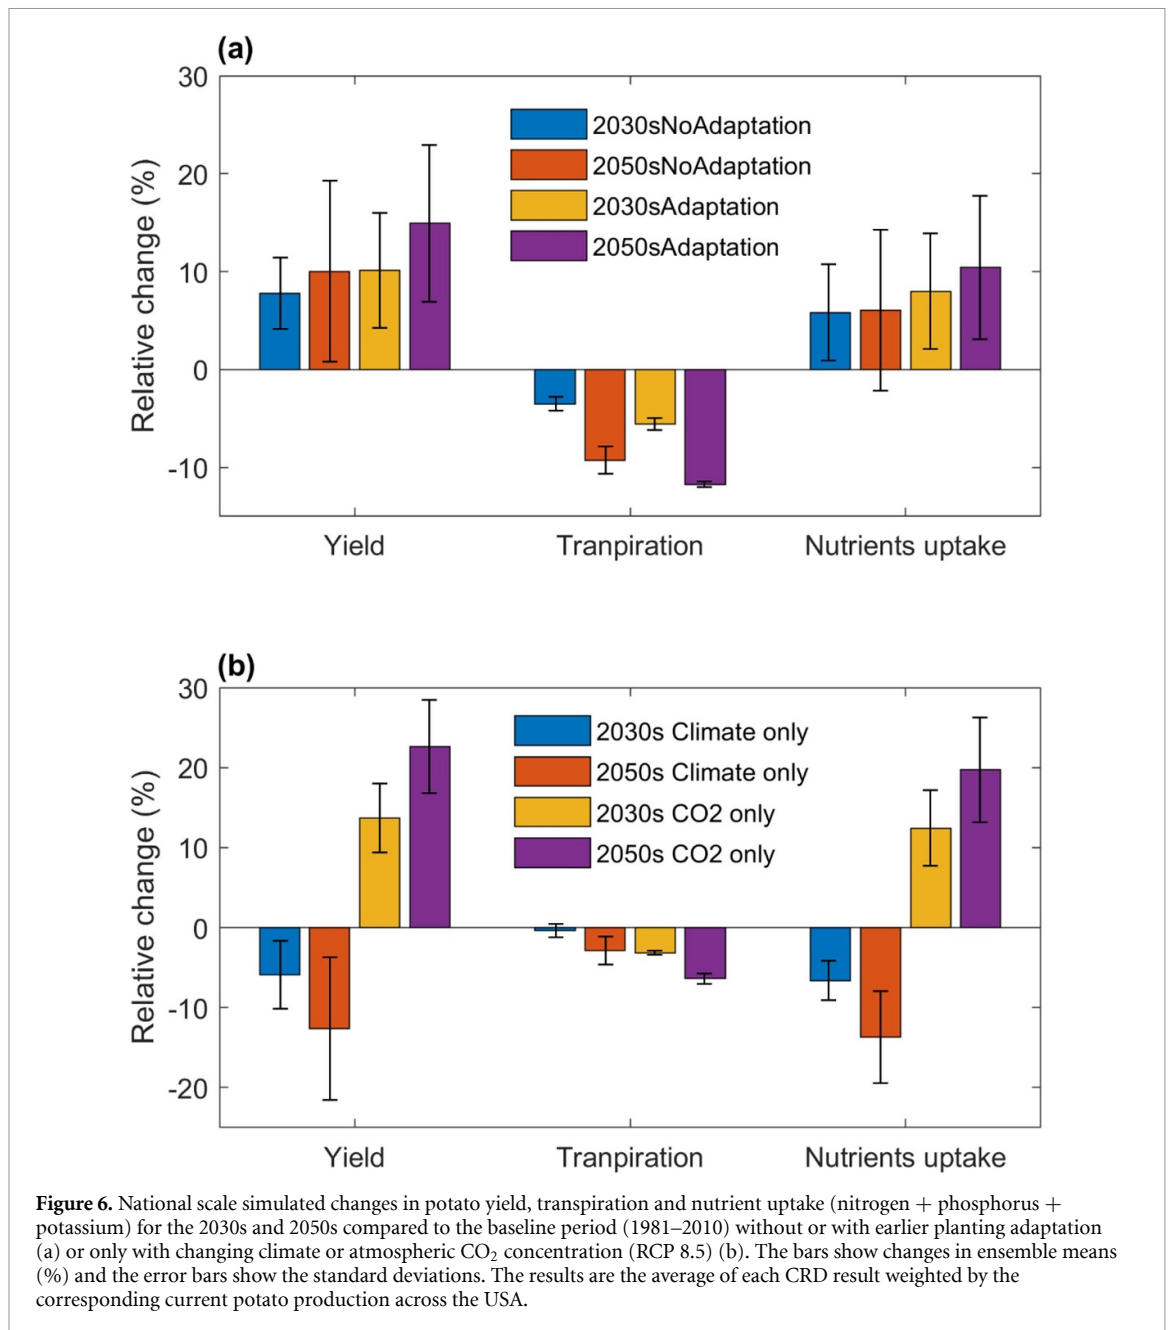 (a)
30
20
10
0
-10
Relative change (%)
2030sNoAdaptation
2050sNoAdaptation
2030sAdaptation
2050sAdaptation
Yield
Tranpiration
Nutrients uptake
(b)
30
20
10
0
-10
-20
Relative change (%)
2030s Climate only
2050s Climate only
2030s CO2 only
2050s CO2 only
Yield
Tranpiration
Nutrients uptake
Figure 6. National scale simulated changes in potato yield, transpiration and nutrient uptake (nitrogen + phosphorus +
potassium) for the 2030s and 2050s compared to the baseline period (1981–2010) without or with earlier planting adaptation
(a) or only with changing climate or atmospheric CO₂ concentration (RCP 8.5) (b). The bars show changes in ensemble means
(%) and the error bars show the standard deviations. The results are the average of each CRD result weighted by the
corresponding current potato production across the USA.